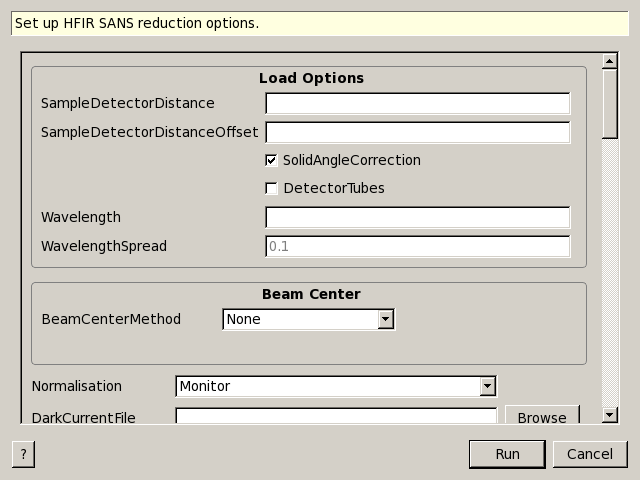 Set up HFIR SANS reduction options.
Load Options
SampleDetectorDistance
SampleDetectorDistanceOffset
SolidAngleCorrection
DetectorTubes
Wavelength
WavelengthSpread 0.1
Beam Center
BeamCenterMethod None
Normalisation Monitor
DarkCurrentFile Browse
? Run Cancel